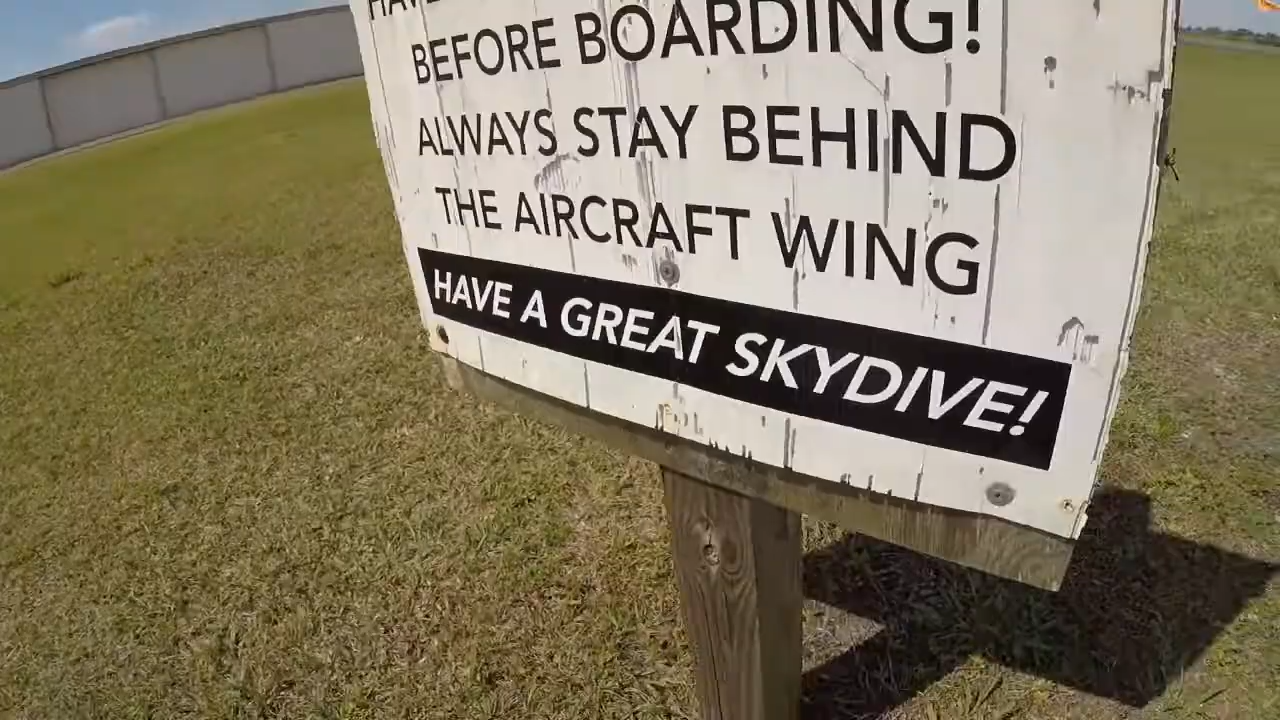 BEFORE BOARDING!
ALWAYS STAY BEHIND
THE AIRCRAFT WING
HAVE A GREAT SKYDIVE!